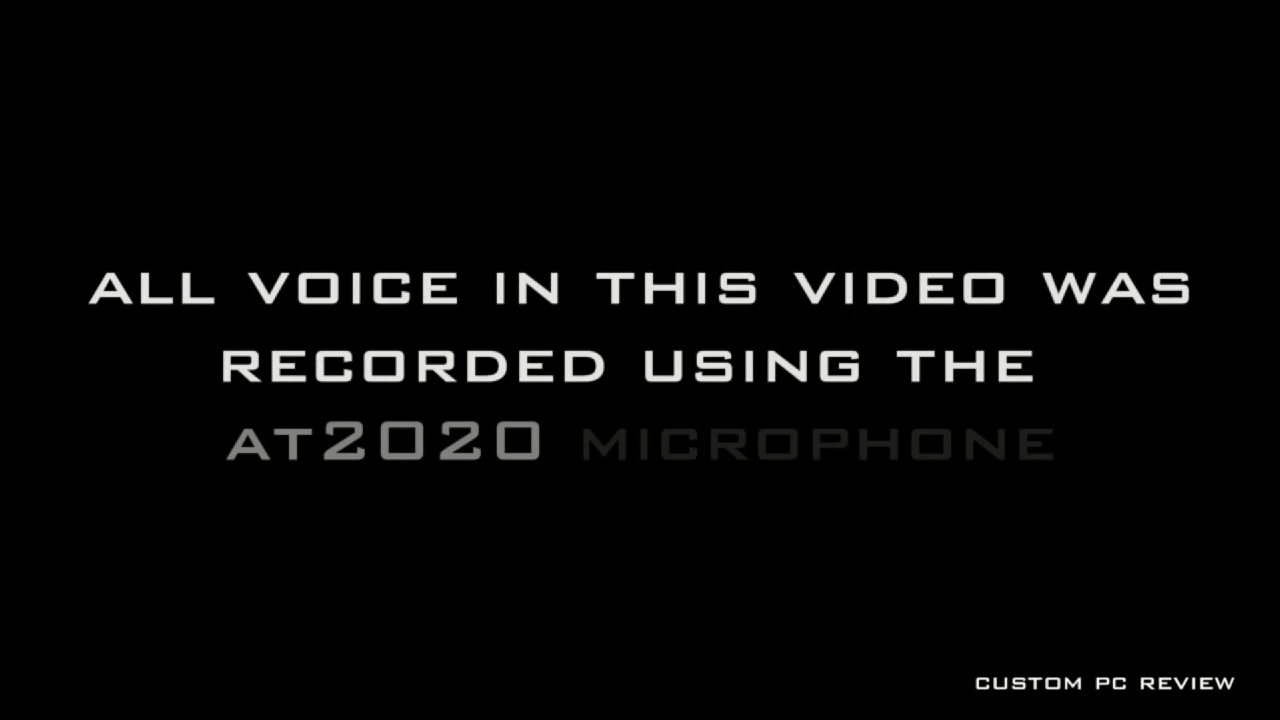 ALL VOICE IN THIS VIDEO WAS
RECORDED USING THE
AT2020 MICROPHONE
CUSTOM PC REVIEW